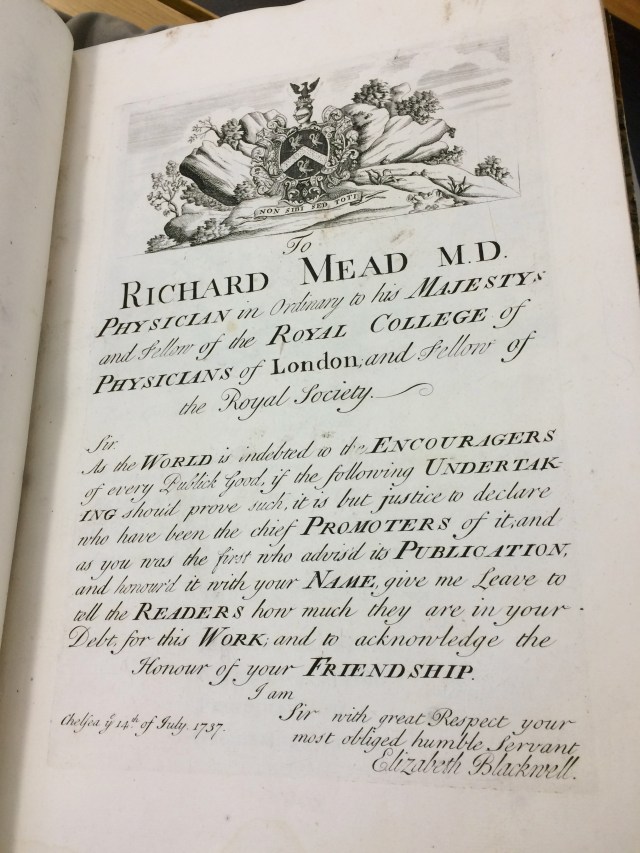 NON SIBI SED TOTI
To
RICHARD MEAD M.D.
PHYSICIAN in Ordinary to his MAJESTY,
and Fellow of the ROYAL COLLEGE of
PHYSICIANS of London, and Fellow of
the Royal Society.
Sir
As the WORLD is indebted to the ENCOURAGERS
of every Publick Good, if the following UNDERTAK-
ING shou'd prove such, it is but justice to declare
who have been the chief PROMOTERS of it; and
as you was the first who advis'd its PUBLICATION,
and honour'd it with your NAME, give me Leave to
tell the READERS how much they are in your
Debt, for this WORK; and to acknowledge the
Honour of your FRIENDSHIP.
I am
Sir with great Respect your
Chelsea ye 14th of July. 1737.
most obliged humble Servant
Elizabeth Blackwell.